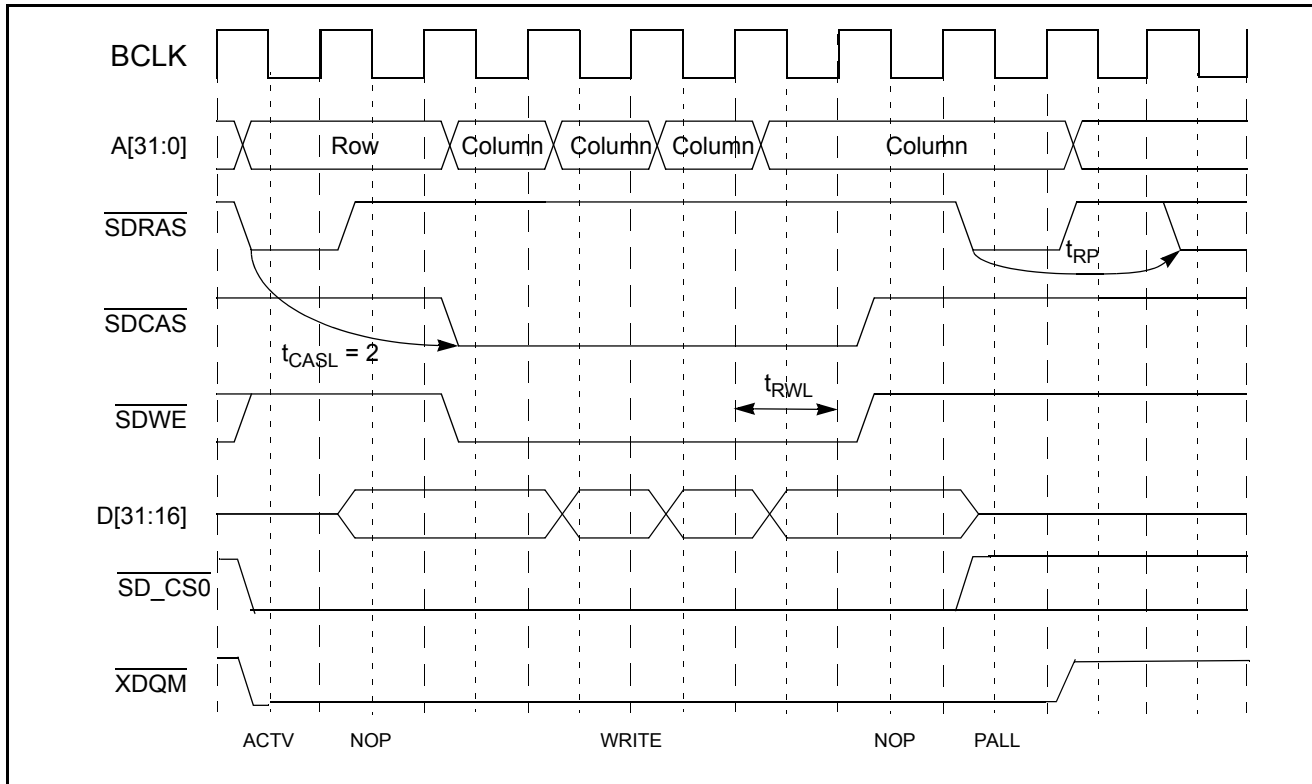 BCLK
A[31:0]
Row Column Column Column Column
SDRAS
tRP
SDCAS
tCASL = 2
tRWL
SDWE
D[31:16]
SD_CS0
XDQM
ACTV NOP WRITE NOP PALL